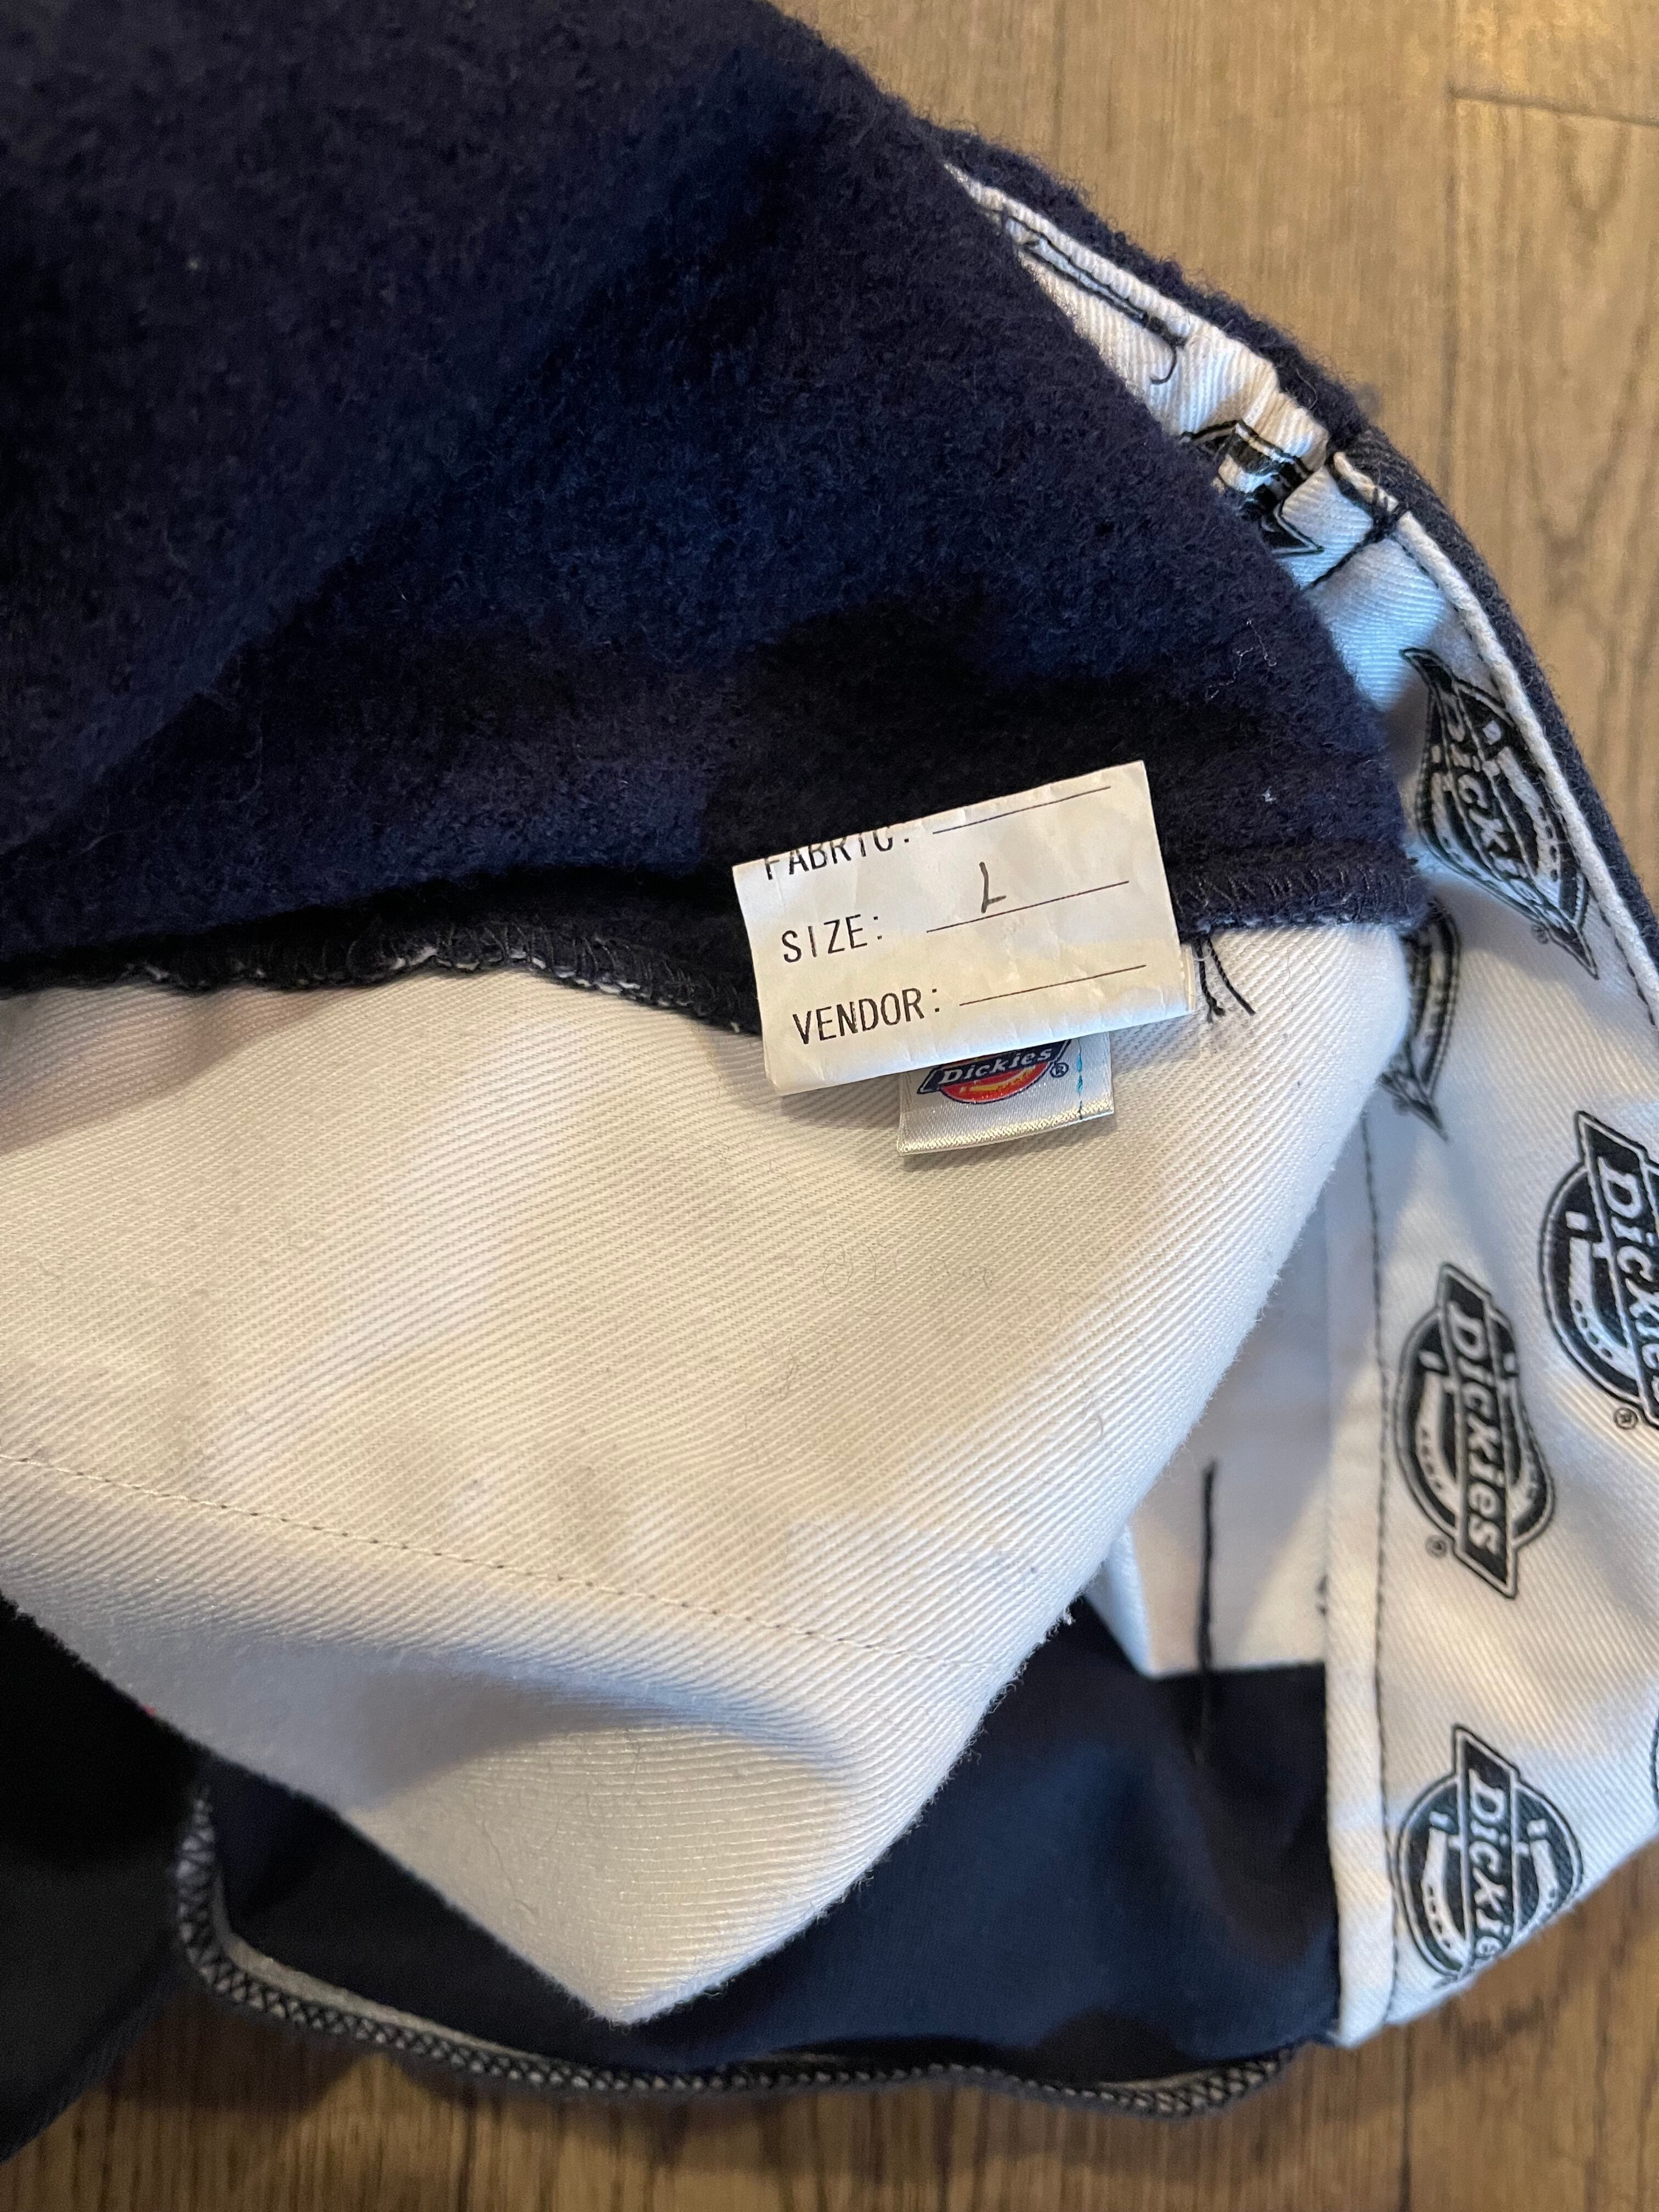 FABRIC:
SIZE: L
VENDOR:
Dickies®
Dickies®
Dickies
Dickies®
Dickies